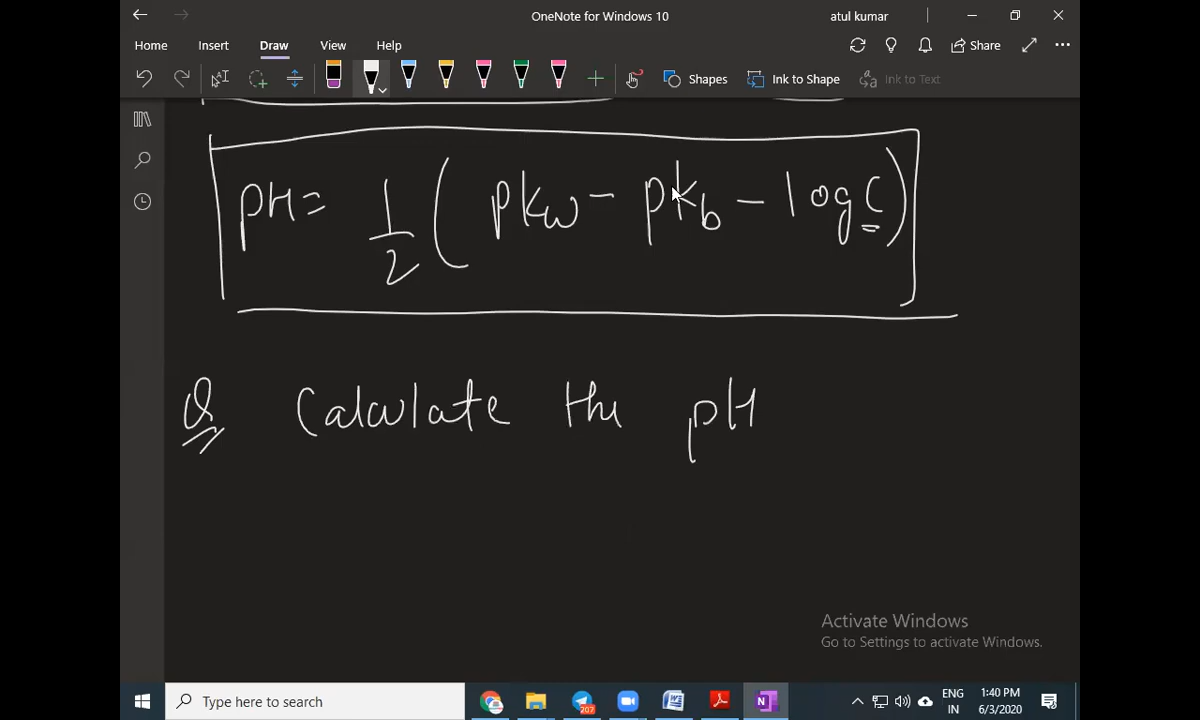 OneNote for Windows 10
atul kumar
Home Insert Draw View Help
Share
Shapes
Ink to Shape
Ink to Text
pH = 1/2 ( pkw - pkb - log c )
Q Calculate the pH
Activate Windows
Go to Settings to activate Windows.
Type here to search
207
ENG
IN
1:40 PM
6/3/2020